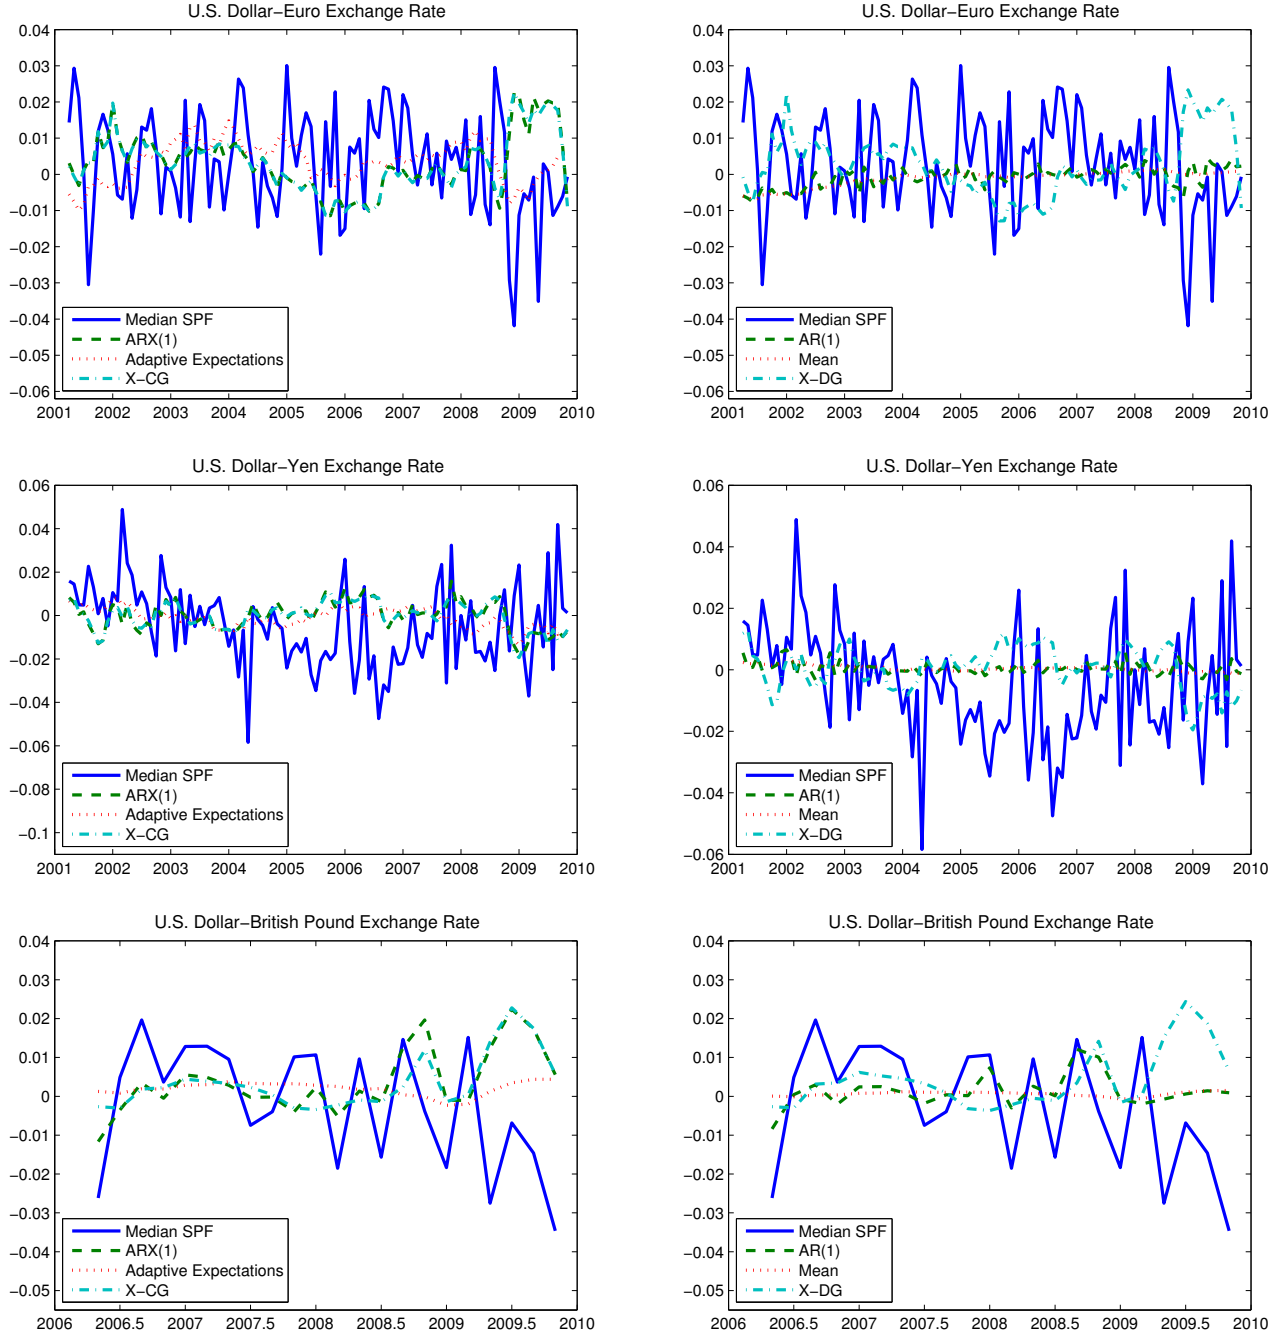 U.S. Dollar−Euro Exchange Rate
0.04
0.03
0.02
0.01
0
−0.01
−0.02
−0.03
−0.04
−0.05
−0.06
Median SPF
ARX(1)
Adaptive Expectations
X−CG
2001 2002 2003 2004 2005 2006 2007 2008 2009 2010
U.S. Dollar−Euro Exchange Rate
0.04
0.03
0.02
0.01
0
−0.01
−0.02
−0.03
−0.04
−0.05
−0.06
Median SPF
AR(1)
Mean
X−DG
2001 2002 2003 2004 2005 2006 2007 2008 2009 2010
U.S. Dollar−Yen Exchange Rate
0.06
0.04
0.02
0
−0.02
−0.04
−0.06
−0.08
−0.1
Median SPF
ARX(1)
Adaptive Expectations
X−CG
2001 2002 2003 2004 2005 2006 2007 2008 2009 2010
U.S. Dollar−Yen Exchange Rate
0.06
0.04
0.02
0
−0.02
−0.04
−0.06
Median SPF
AR(1)
Mean
X−DG
2001 2002 2003 2004 2005 2006 2007 2008 2009 2010
U.S. Dollar−British Pound Exchange Rate
0.04
0.03
0.02
0.01
0
−0.01
−0.02
−0.03
−0.04
−0.05
Median SPF
ARX(1)
Adaptive Expectations
X−CG
2006 2006.5 2007 2007.5 2008 2008.5 2009 2009.5 2010
U.S. Dollar−British Pound Exchange Rate
0.04
0.03
0.02
0.01
0
−0.01
−0.02
−0.03
−0.04
−0.05
Median SPF
AR(1)
Mean
X−DG
2006 2006.5 2007 2007.5 2008 2008.5 2009 2009.5 2010